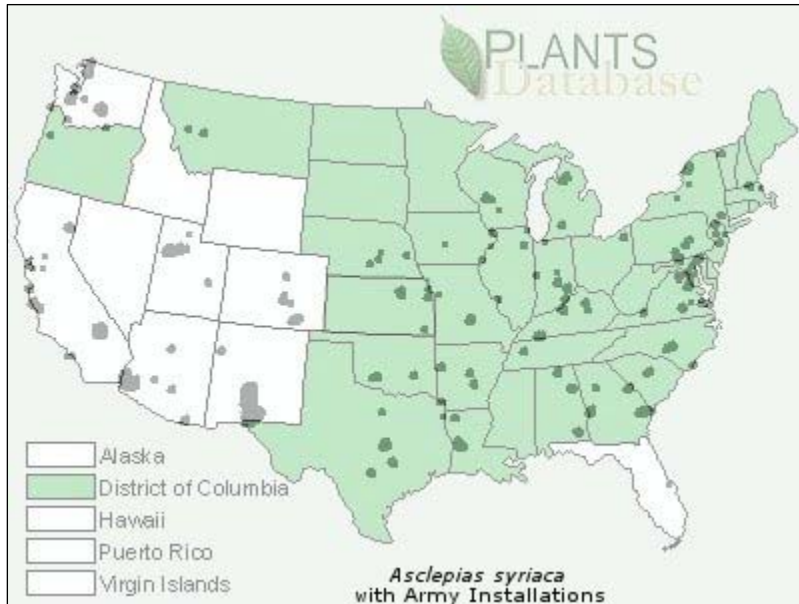 PLANTS
Database
Alaska
District of Columbia
Hawaii
Puerto Rico
Virgin Islands
Asclepias syriaca
with Army Installations